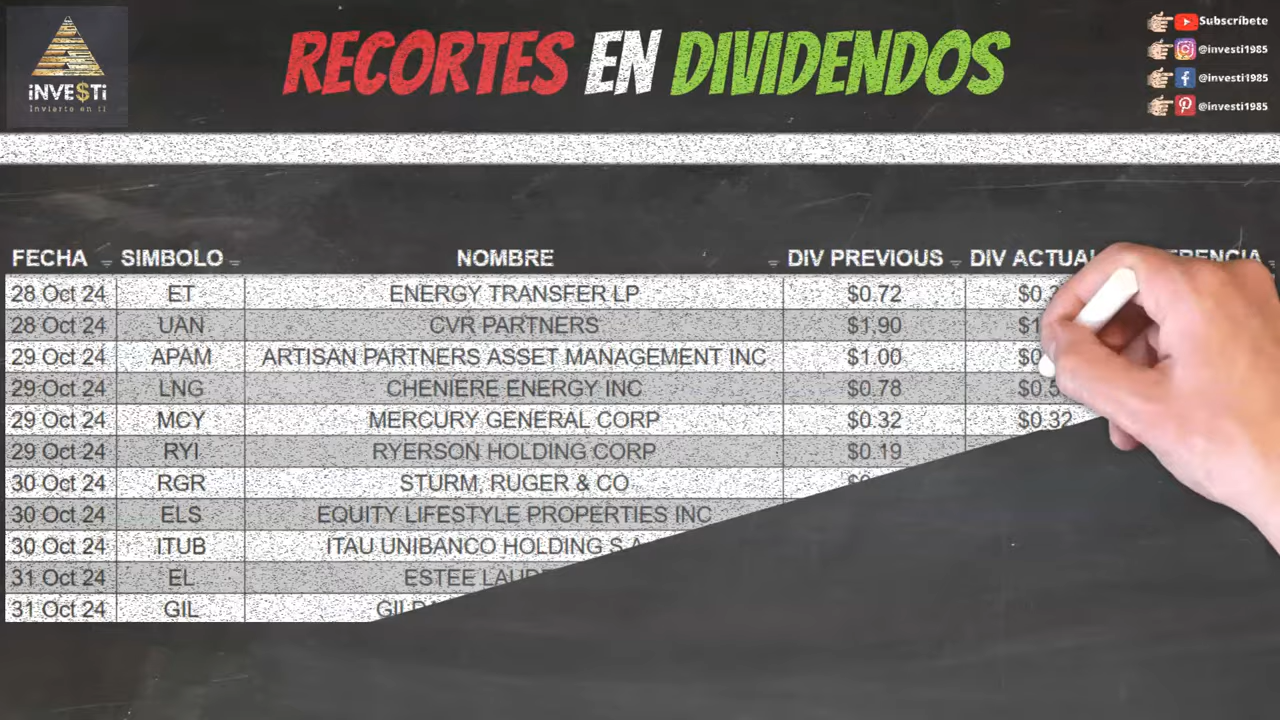 iNVE$Ti
Invierte en ti
RECORTES EN DIVIDENDOS
Subscríbete
@investi1985
@investi1985
@investi1985
FECHA SIMBOLO NOMBRE DIV PREVIOUS DIV ACTUAL
28 Oct 24 ET ENERGY TRANSFER LP $0.72
28 Oct 24 UAN CVR PARTNERS $1.90
29 Oct 24 APAM ARTISAN PARTNERS ASSET MANAGEMENT INC $1.00
29 Oct 24 LNG CHENIERE ENERGY INC $0.78
29 Oct 24 MCY MERCURY GENERAL CORP $0.32 $0.32
29 Oct 24 RYI RYERSON HOLDING CORP $0.19
30 Oct 24 RGR STURM, RUGER & CO
30 Oct 24 ELS EQUITY LIFESTYLE PROPERTIES INC
30 Oct 24 ITUB ITAU UNIBANCO HOLDING S.A
31 Oct 24 EL ESTEE
31 Oct 24 GIL